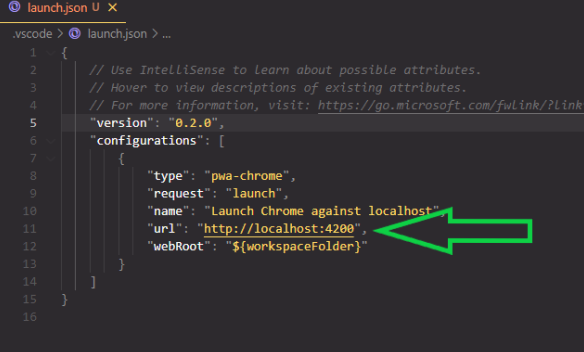 launch.json U ×
.vscode > launch.json > ...
1 {
2 // Use IntelliSense to learn about possible attributes.
3 // Hover to view descriptions of existing attributes.
4 // For more information, visit: https://go.microsoft.com/fwlink/?link
5 "version": "0.2.0",
6 "configurations": [
7 {
8 "type": "pwa-chrome",
9 "request": "launch",
10 "name": "Launch Chrome against localhost",
11 "url": "http://localhost:4200",
12 "webRoot": "${workspaceFolder}"
13 }
14 ]
15 }
16